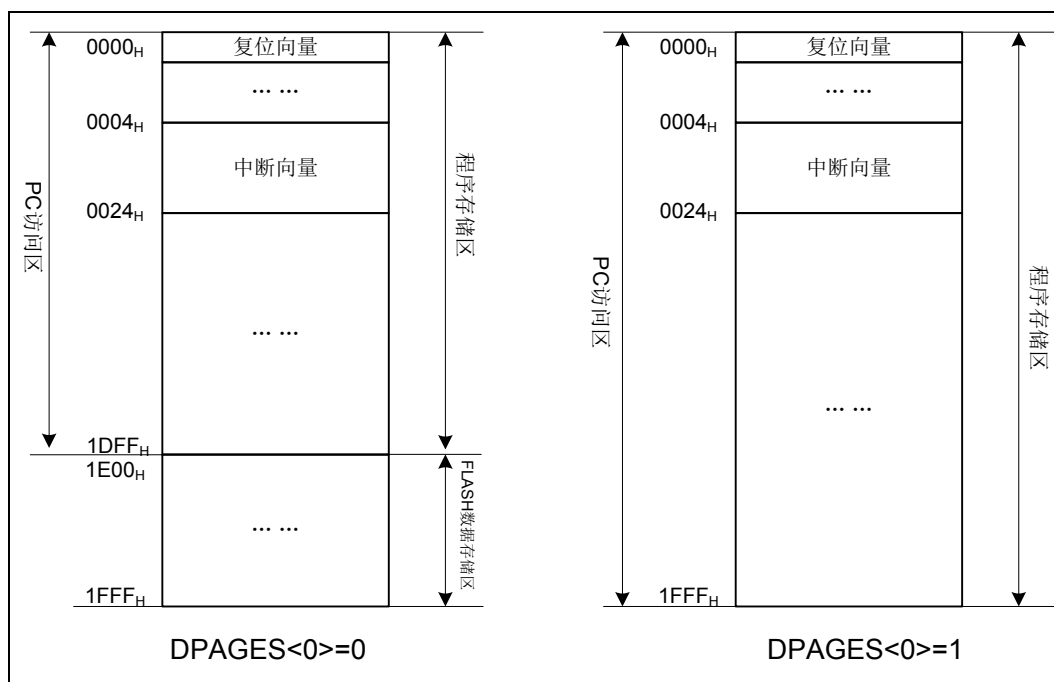 0000H
复位向量
... ...
0004H
中断向量
0024H
... ...
1DFFH
1E00H
... ...
1FFFH
PC访问区
程序存储区
FLASH数据存储区
DPAGES<0>=0
0000H
复位向量
... ...
0004H
中断向量
0024H
... ...
1FFFH
PC访问区
程序存储区
DPAGES<0>=1